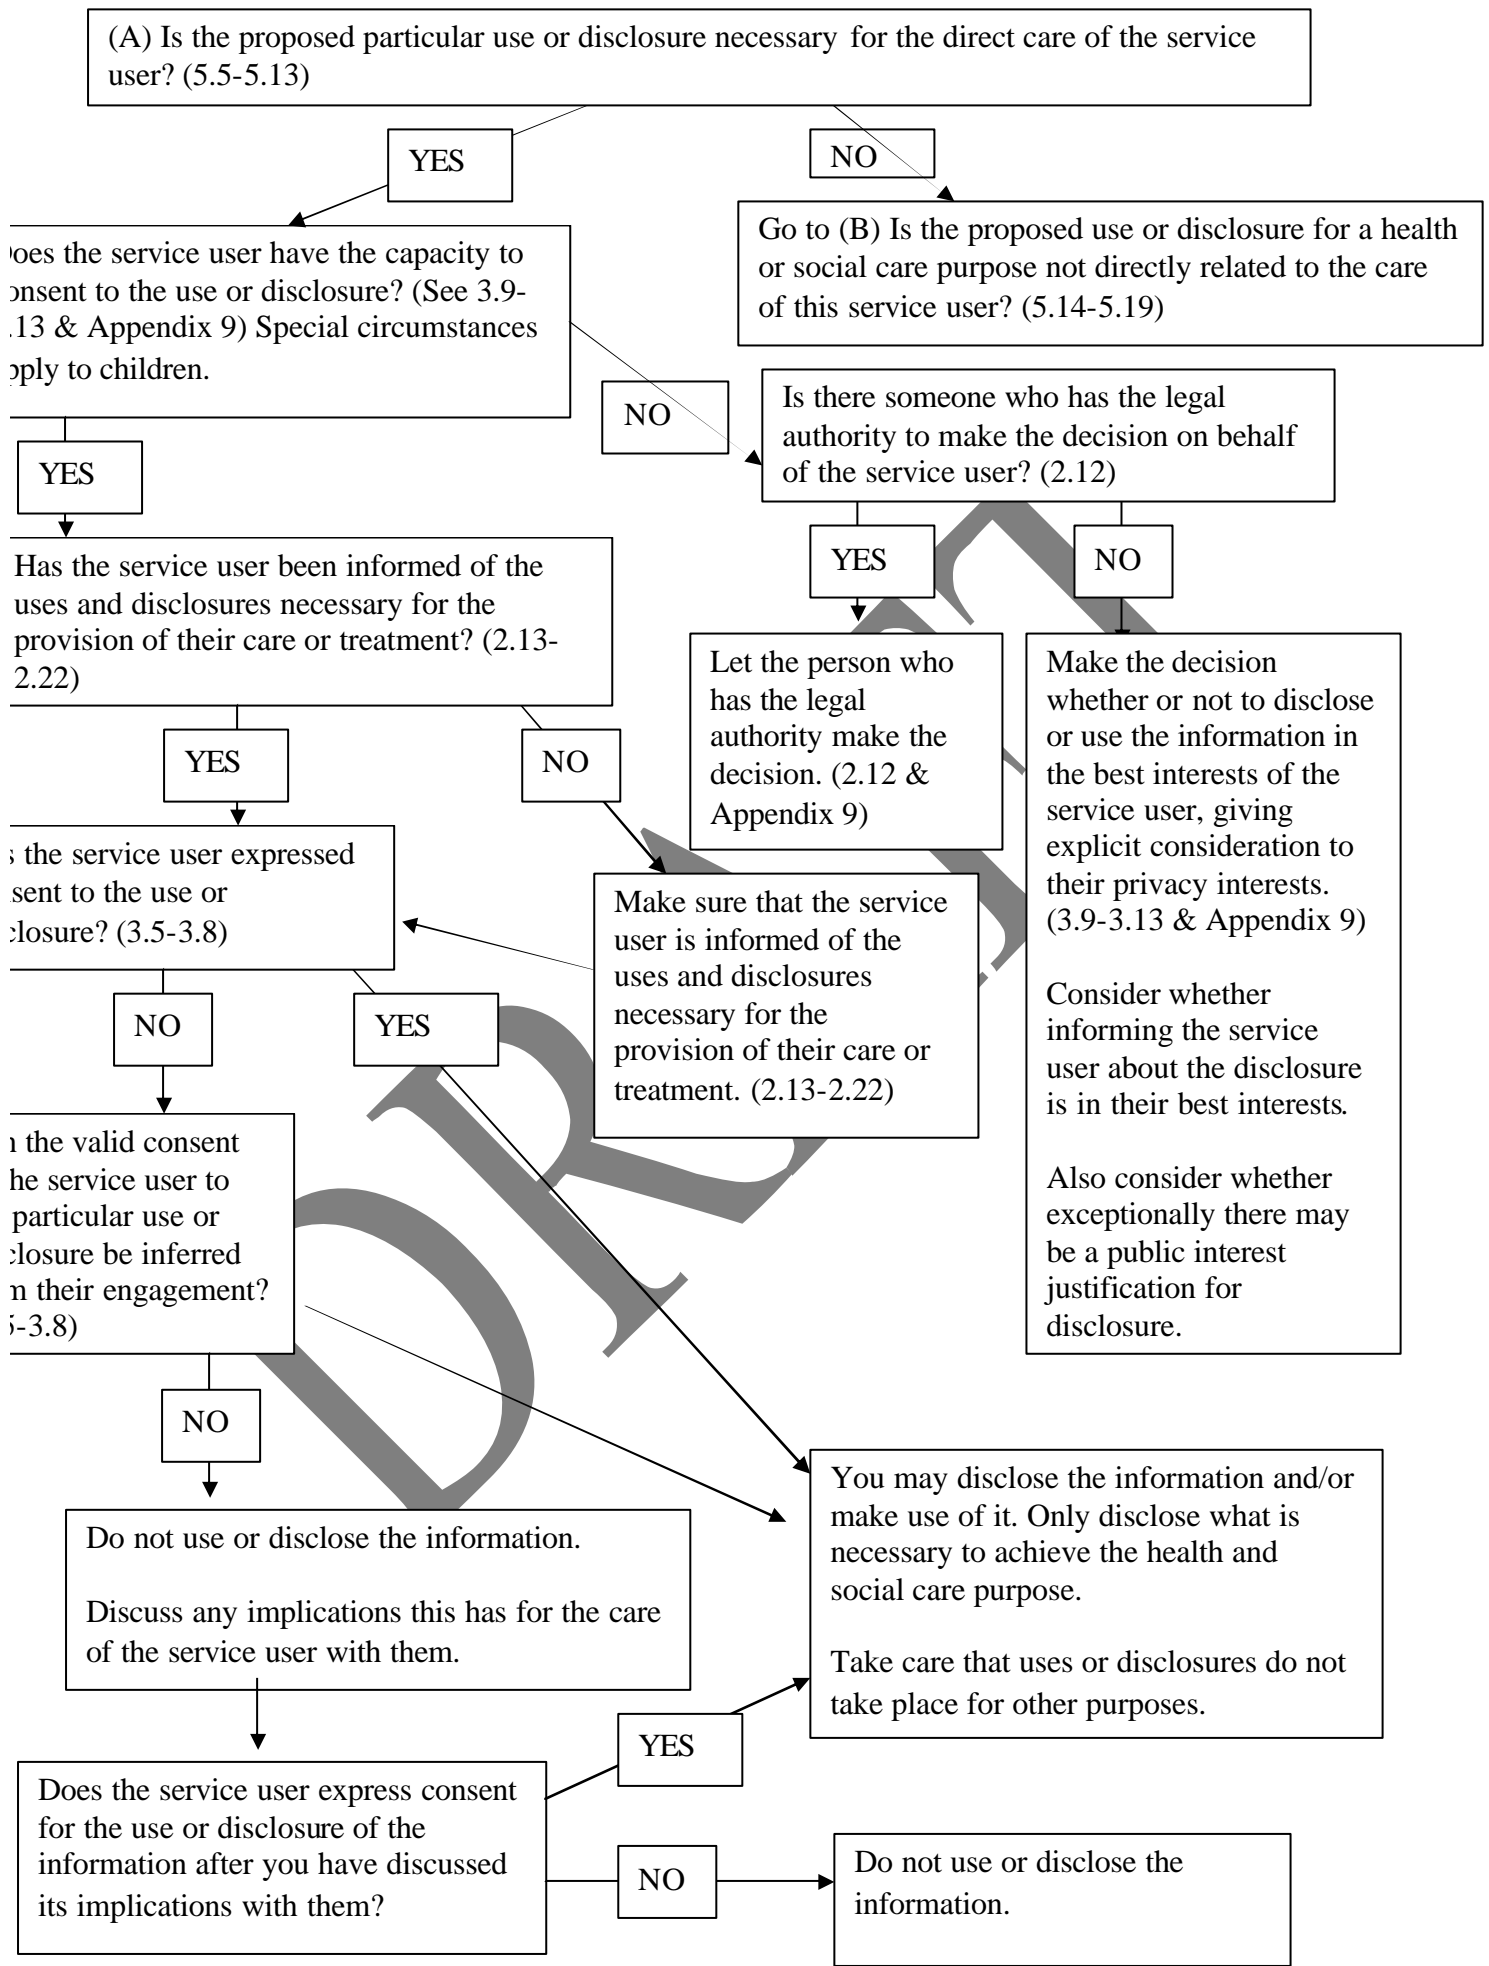 (A) Is the proposed particular use or disclosure necessary for the direct care of the service
user? (5.5-5.13)
YES
NO
Go to (B) Is the proposed use or disclosure for a health
or social care purpose not directly related to the care
of this service user? (5.14-5.19)
oes the service user have the capacity to
onsent to the use or disclosure? (See 3.9-
.13 & Appendix 9) Special circumstances
pply to children.
NO
Is there someone who has the legal
authority to make the decision on behalf
of the service user? (2.12)
YES
YES
NO
Has the service user been informed of the
uses and disclosures necessary for the
provision of their care or treatment? (2.13-
2.22)
Let the person who
has the legal
authority make the
decision. (2.12 &
Appendix 9)
Make the decision
whether or not to disclose
or use the information in
the best interests of the
service user, giving
explicit consideration to
their privacy interests.
(3.9-3.13 & Appendix 9)
Consider whether
informing the service
user about the disclosure
is in their best interests.
Also consider whether
exceptionally there may
be a public interest
justification for
disclosure.
YES
NO
s the service user expressed
sent to the use or
closure? (3.5-3.8)
Make sure that the service
user is informed of the
uses and disclosures
necessary for the
provision of their care or
treatment. (2.13-2.22)
NO
YES
n the valid consent
he service user to
particular use or
closure be inferred
m their engagement?
5-3.8)
NO
You may disclose the information and/or
make use of it. Only disclose what is
necessary to achieve the health and
social care purpose.
Take care that uses or disclosures do not
take place for other purposes.
Do not use or disclose the information.
Discuss any implications this has for the care
of the service user with them.
YES
Does the service user express consent
for the use or disclosure of the
information after you have discussed
its implications with them?
NO
Do not use or disclose the
information.
DRAFT